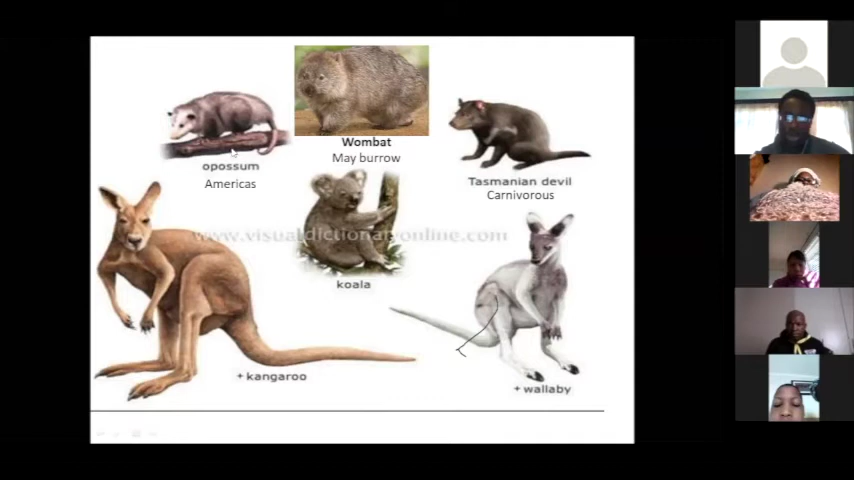 Wombat
May burrow
opossum
Americas
Tasmanian devil
Carnivorous
www.visualdictionaryonline.com
koala
+ kangaroo
+ wallaby